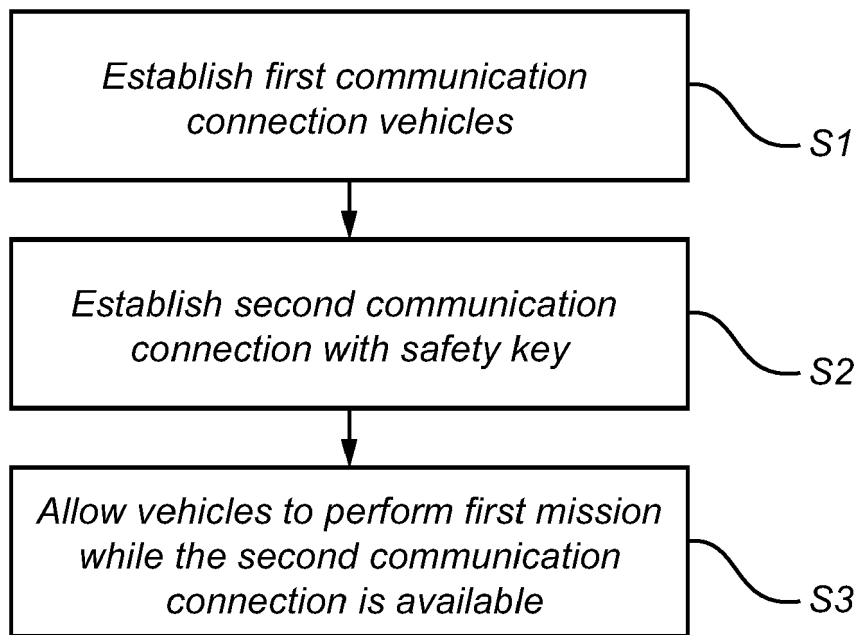 Establish first communication
connection vehicles
S1
Establish second communication
connection with safety key
S2
Allow vehicles to perform first mission
while the second communication
connection is available
S3